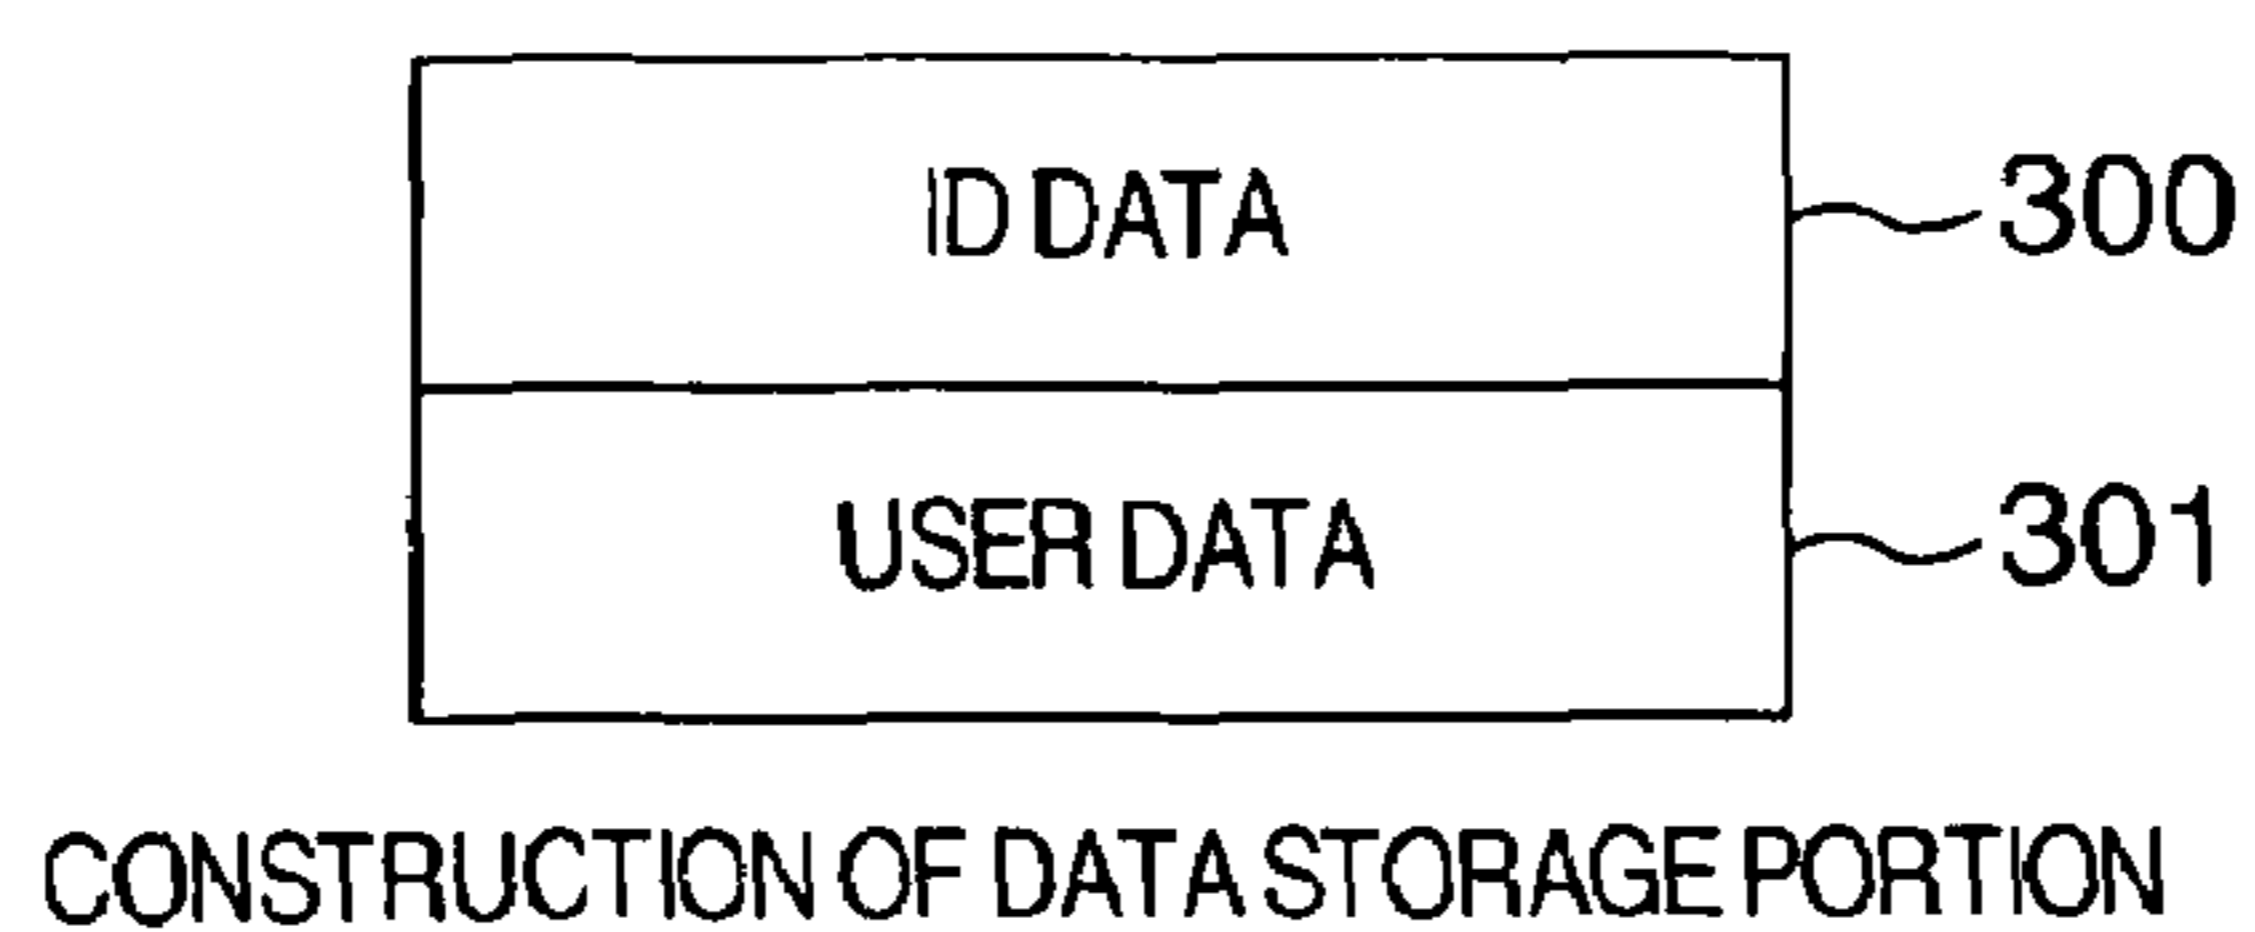 ID DATA 300
USER DATA 301
CONSTRUCTION OF DATA STORAGE PORTION